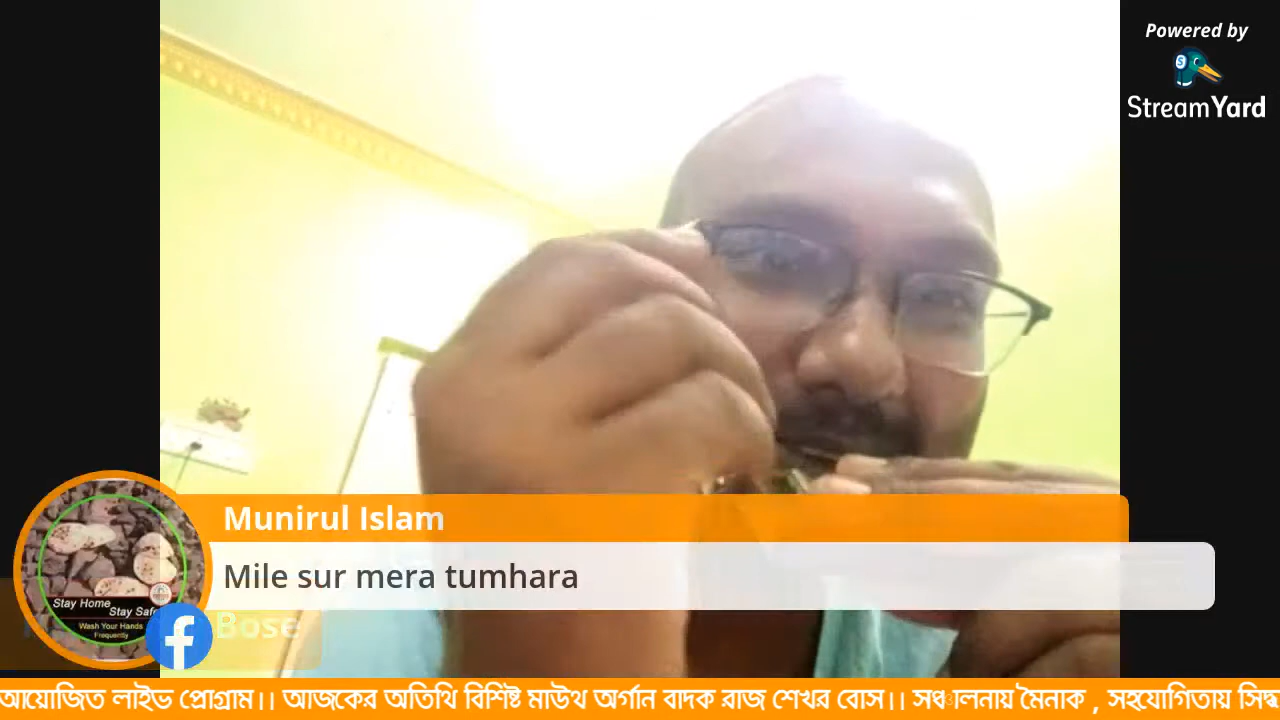 Powered by
StreamYard
Munirul Islam
Mile sur mera tumhara
Stay Home
Stay Safe
Wash Your Hands
Frequently
Bose
আয়োজিত লাইভ প্রোগ্রাম।। আজকের অতিথি বিশিষ্ট মাউথ অর্গান বাদক রাজ শেখর বোস।। সঞ্চালনায় মৈনাক , সহযোগিতায় সিদ্ধ